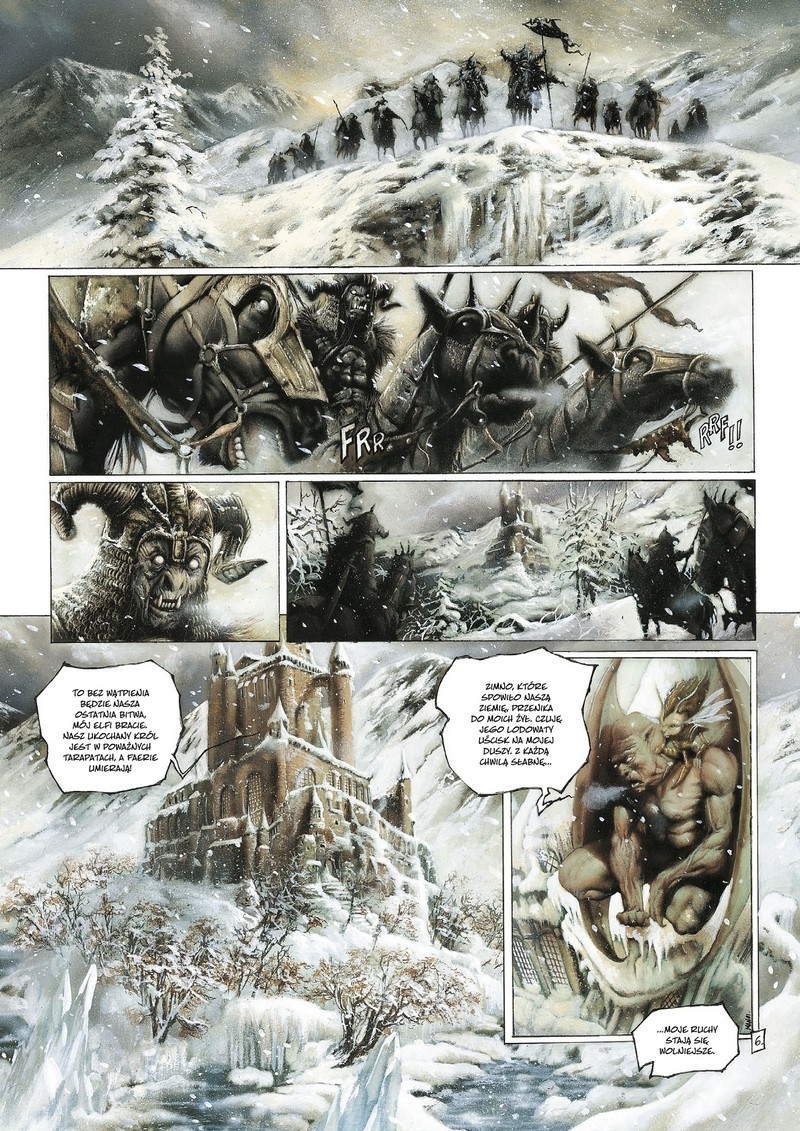 FRR
RRF!!
TO BEZ WĄTPIENIA
BĘDZIE NASZA
OSTATNIA BITWA,
MÓJ ELFI BRACIE.
NASZ UKOCHANY KRÓL
JEST W POWAŻNYCH
TARAPATACH, A FAERIE
UMIERAJĄ!
ZIMNO, KTÓRE
SPOWIŁO NASZĄ
ZIEMIĘ, PRZENIKA
DO MOICH ŻYŁ. CZUJĘ
JEGO LODOWATY
UŚCISK NA MOJEJ
DUSZY. Z KAŻDĄ
CHWILĄ SŁABNĘ...
...MOJE RUCHY
STAJĄ SIĘ
WOLNIEJSZE.
6.